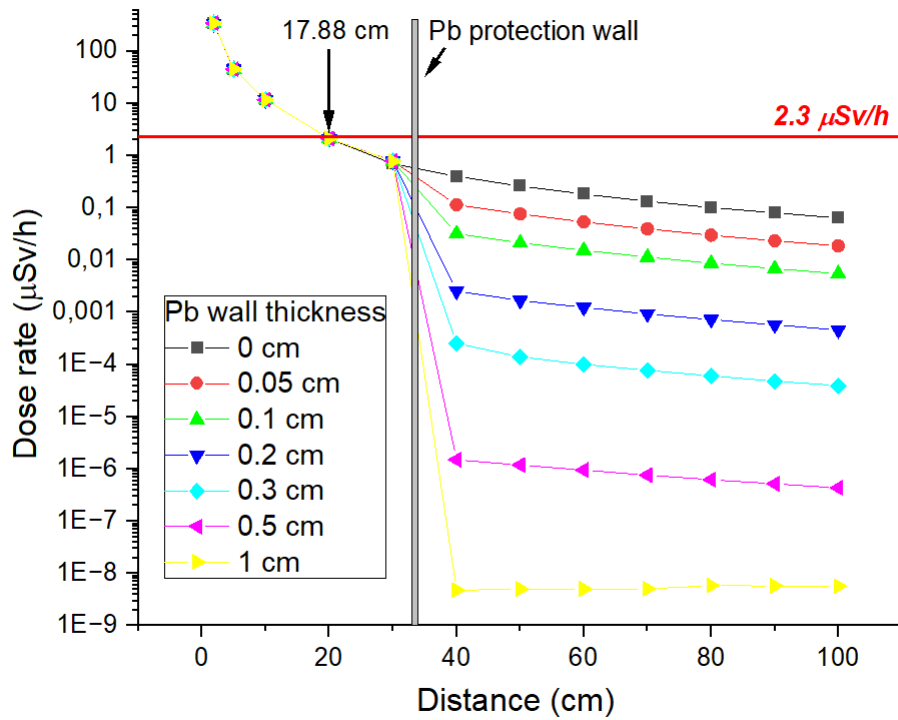 17.88 cm
Pb protection wall
2.3 μSv/h
100
10
1
0,1
0,01
0,001
1E−4
1E−5
1E−6
1E−7
1E−8
1E−9
Dose rate (μSv/h)
Pb wall thickness
0 cm
0.05 cm
0.1 cm
0.2 cm
0.3 cm
0.5 cm
1 cm
0 20 40 60 80 100
Distance (cm)